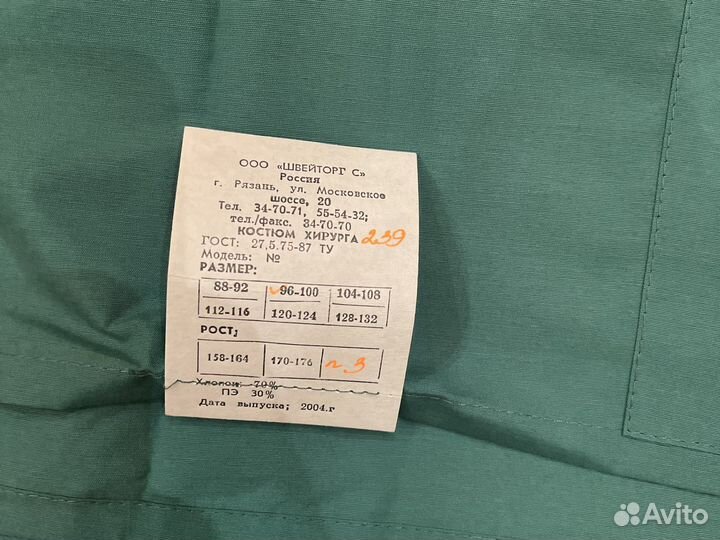 ООО «ШВЕЙТОРГ С»
Россия
г. Рязань, ул. Московское
шоссе, 20
Тел. 34-70-71, 55-54-32;
тел./факс. 34-70-70
КОСТЮМ ХИРУРГА 239
ГОСТ: 27,5.75-87 ТУ
Модель: №
РАЗМЕР:
88-92 96-100 104-108
112-116 120-124 128-132
РОСТ;
158-164 170-176 3
Хлопок: 70%
ПЭ 30%
Дата выпуска; 2004.г
Avito